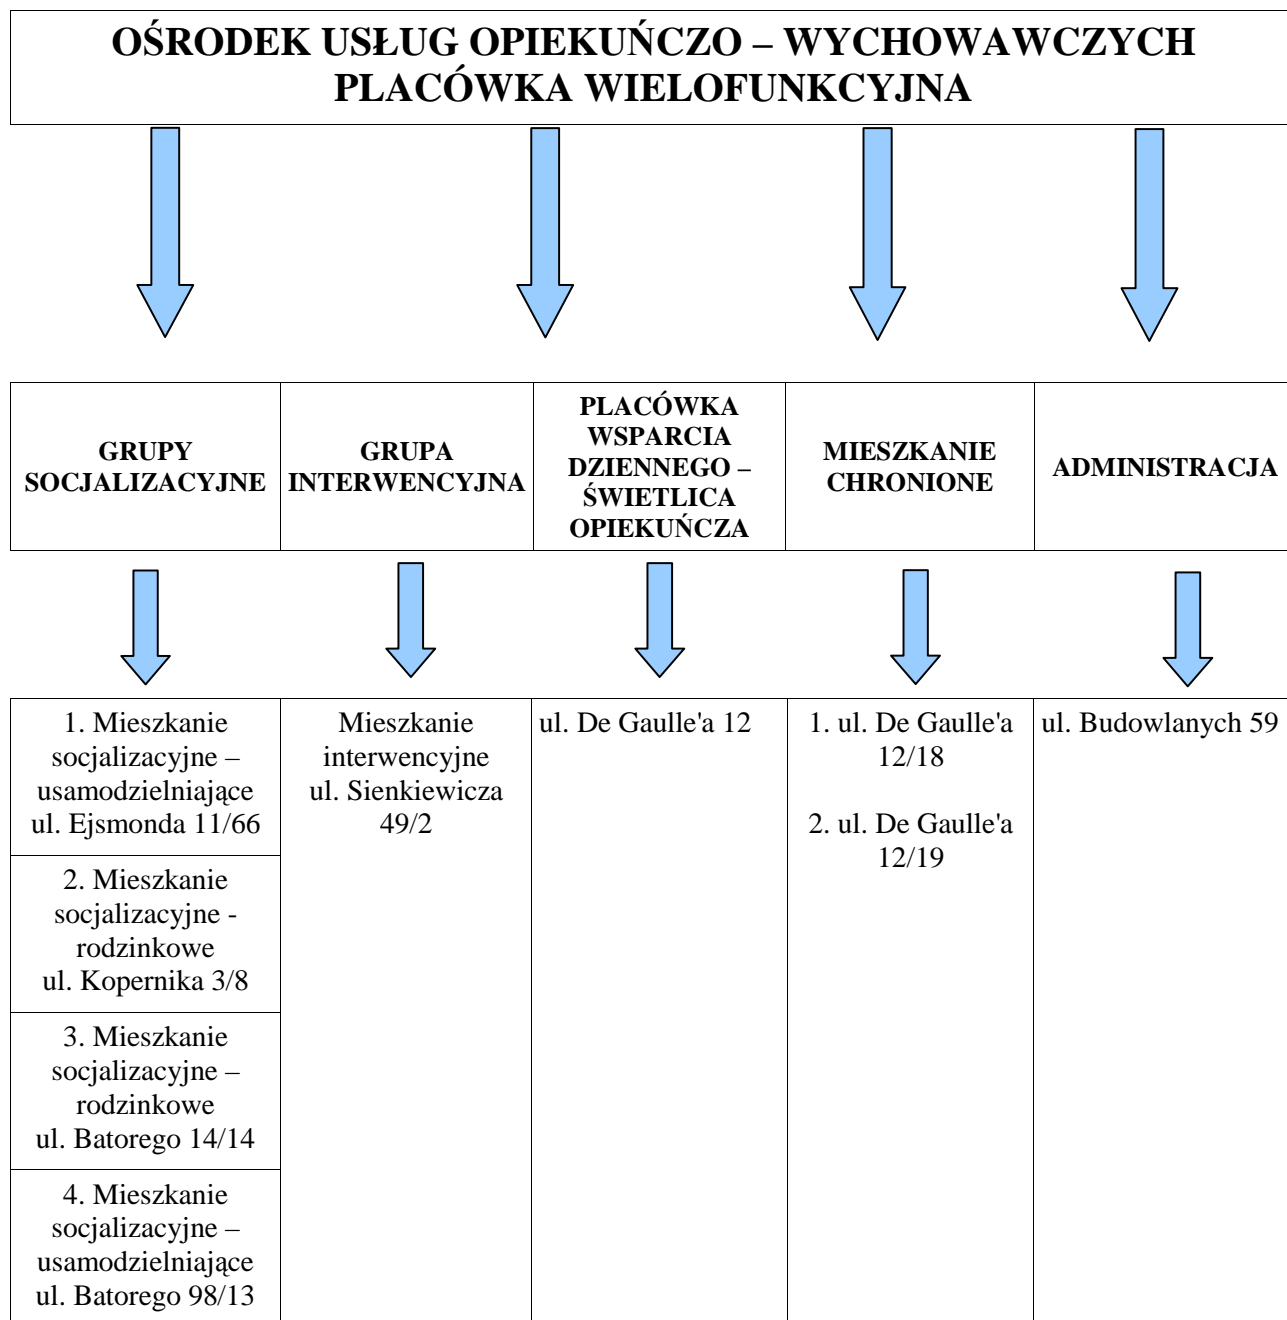 OŚRODEK USŁUG OPIEKUŃCZO – WYCHOWAWCZYCH
PLACÓWKA WIELOFUNKCYJNA
GRUPY
SOCJALIZACYJNE
GRUPA
INTERWENCYJNA
PLACÓWKA
WSPARCIA
DZIENNEGO –
ŚWIETLICA
OPIEKUŃCZA
MIESZKANIE
CHRONIONE
ADMINISTRACJA
1. Mieszkanie
socjalizacyjne –
usamodzielniające
ul. Ejsmonda 11/66
2. Mieszkanie
socjalizacyjne -
rodzinkowe
ul. Kopernika 3/8
3. Mieszkanie
socjalizacyjne –
rodzinkowe
ul. Batorego 14/14
4. Mieszkanie
socjalizacyjne –
usamodzielniające
ul. Batorego 98/13
Mieszkanie
interwencyjne
ul. Sienkiewicza
49/2
ul. De Gaulle'a 12
1. ul. De Gaulle'a
12/18
2. ul. De Gaulle'a
12/19
ul. Budowlanych 59